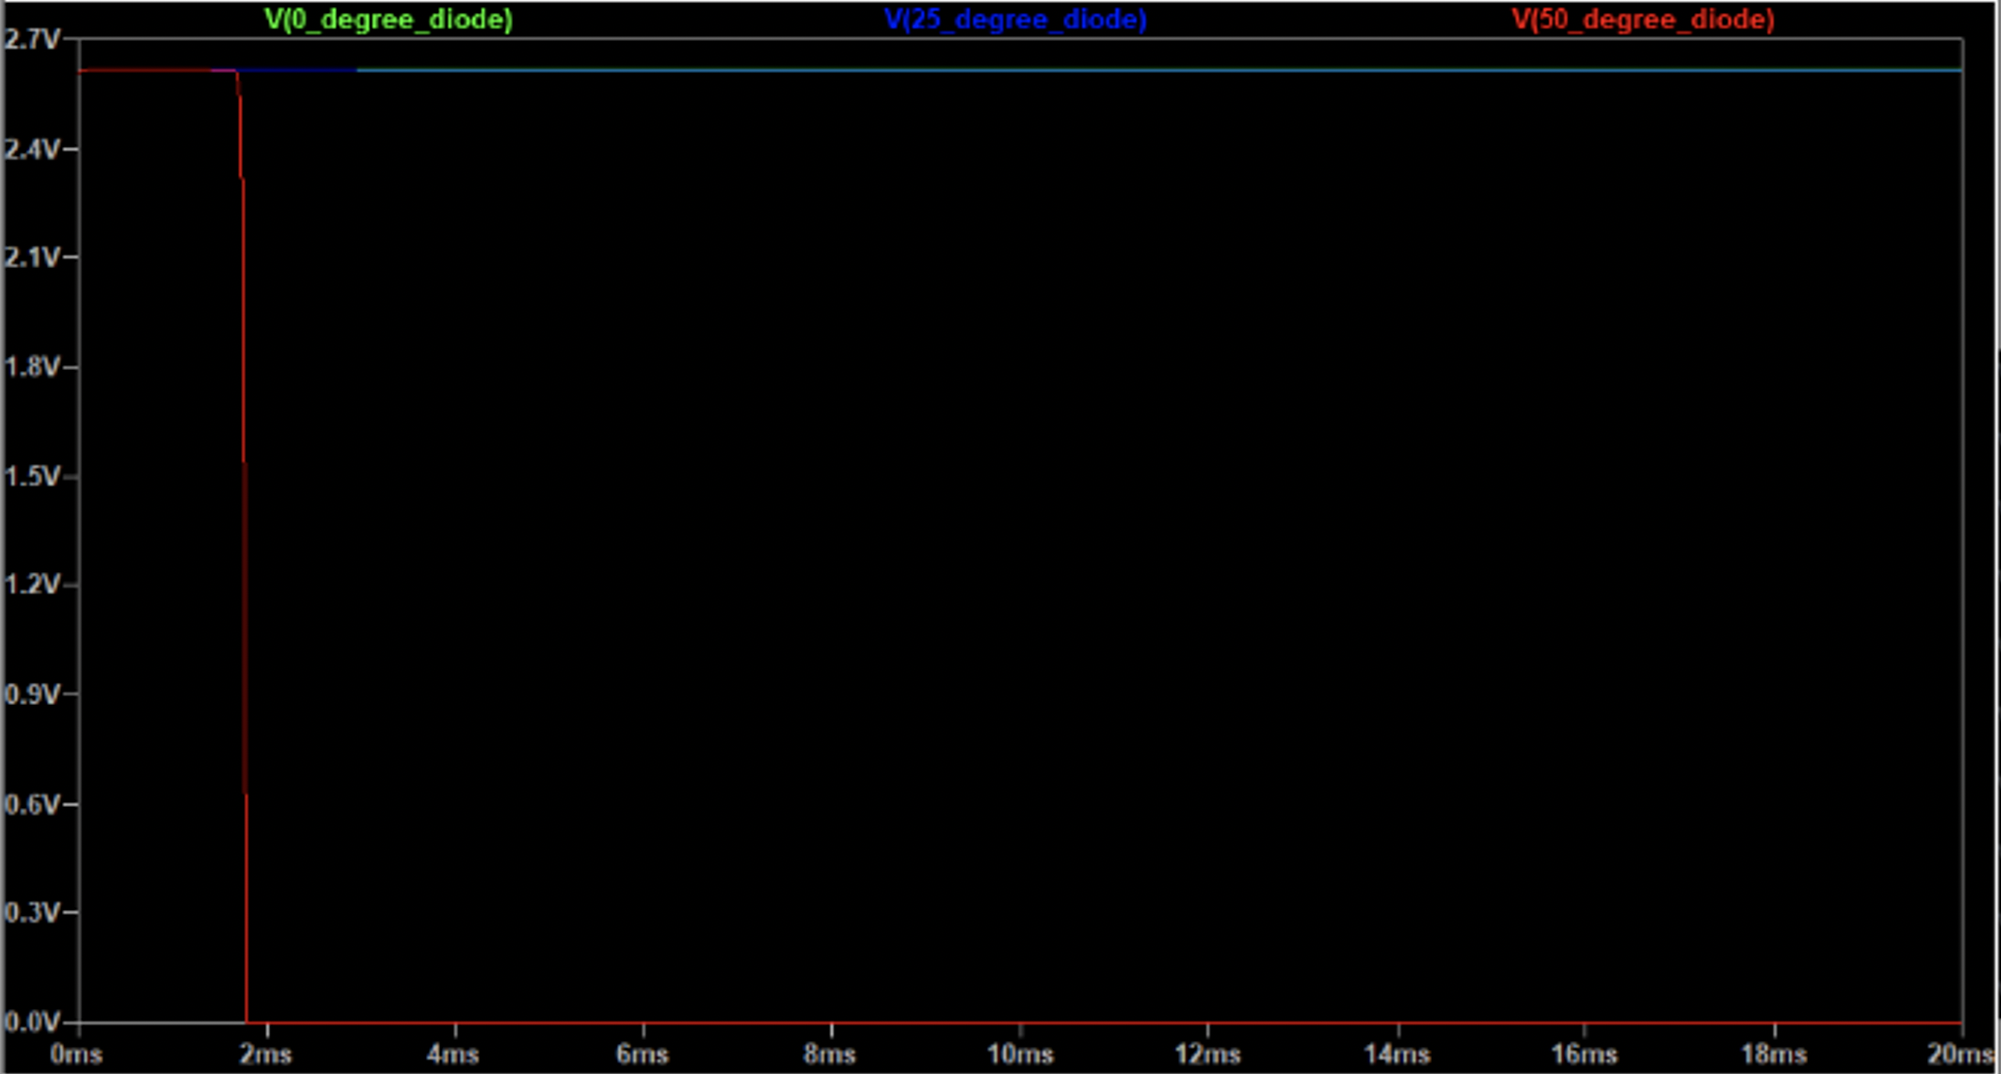 V(0_degree_diode) V(25_degree_diode) V(50_degree_diode)
2.7V
2.4V
2.1V
1.8V
1.5V
1.2V
0.9V
0.6V
0.3V
0.0V
0ms 2ms 4ms 6ms 8ms 10ms 12ms 14ms 16ms 18ms 20ms